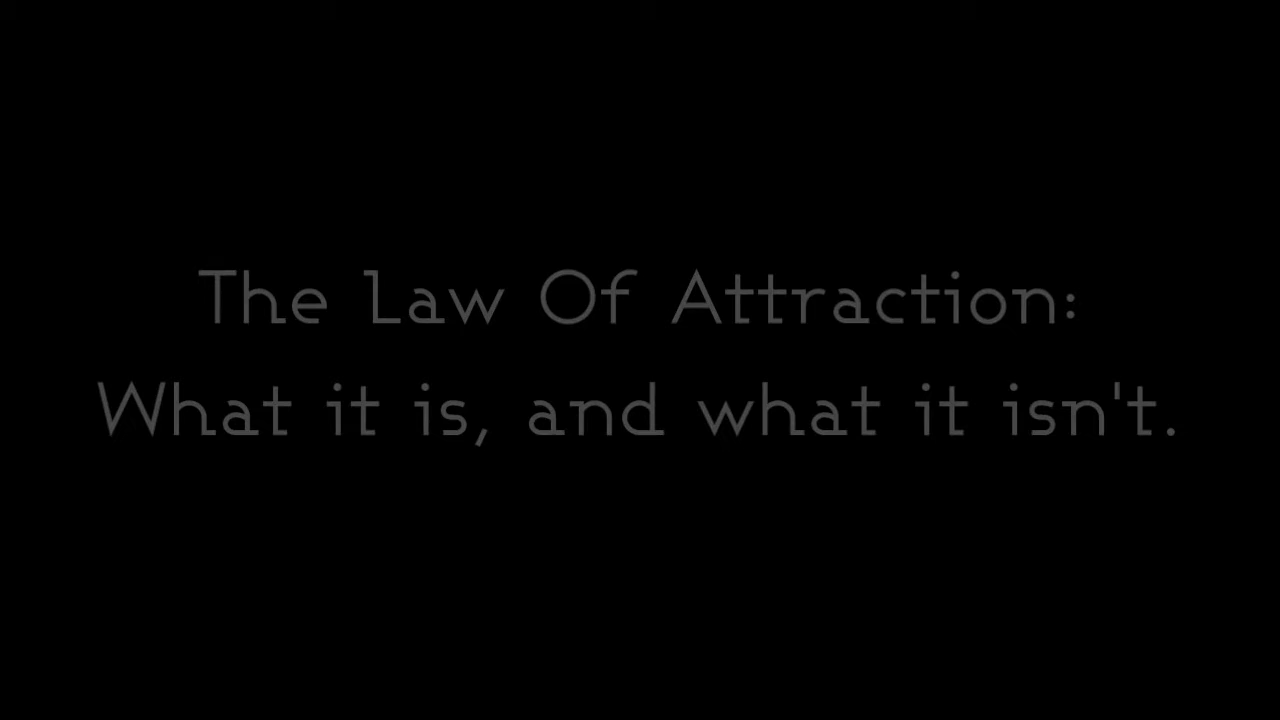 The Law Of Attraction:
What it is, and what it isn't.